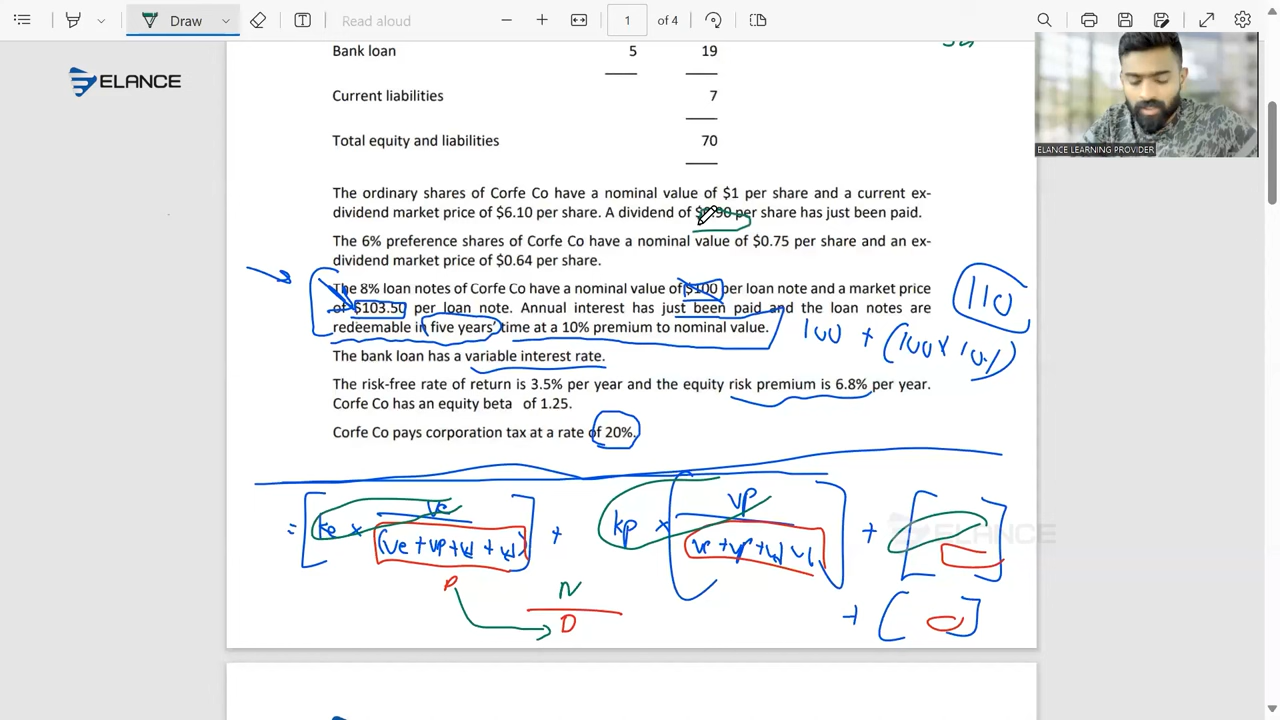 Draw
Read aloud
1 of 4
ELANCE
ELANCE LEARNING PROVIDER
Bank loan 5 19
Current liabilities 7
Total equity and liabilities 70
The ordinary shares of Corfe Co have a nominal value of $1 per share and a current ex-
dividend market price of $6.10 per share. A dividend of per share has just been paid.
The 6% preference shares of Corfe Co have a nominal value of $0.75 per share and an ex-
dividend market price of $0.64 per share.
The 8% loan notes of Corfe Co have a nominal value of $100 per loan note and a market price
of $103.50 per loan note. Annual interest has just been paid and the loan notes are
redeemable in five years' time at a 10% premium to nominal value.
110
100 + (100 x 10%)
The bank loan has a variable interest rate.
The risk-free rate of return is 3.5% per year and the equity risk premium is 6.8% per year.
Corfe Co has an equity beta of 1.25.
Corfe Co pays corporation tax at a rate of 20%.
= [ke x ve] + kp x (vp) + [ ]
(ve + vp +
ELANCE
N
D
+ [ ]